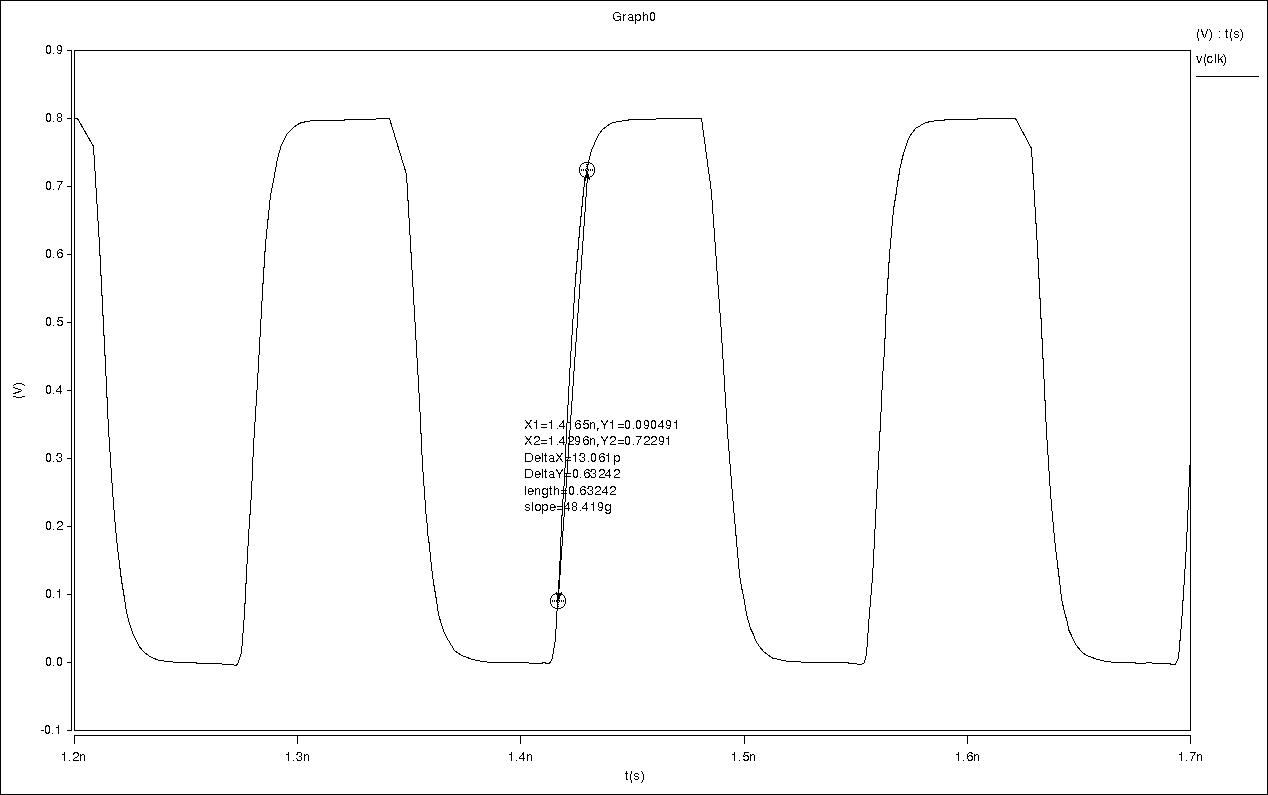 Graph0
(V) : t(s)
v(clk)
0.9
0.8
0.7
0.6
0.5
0.4
(V)
0.3
0.2
0.1
0.0
-0.1
X1=1.4165n,Y1=0.090491
X2=1.4296n,Y2=0.72291
DeltaX=13.061p
DeltaY=0.63242
length=0.63242
slope=48.419g
1.2n 1.3n 1.4n 1.5n 1.6n 1.7n
t(s)